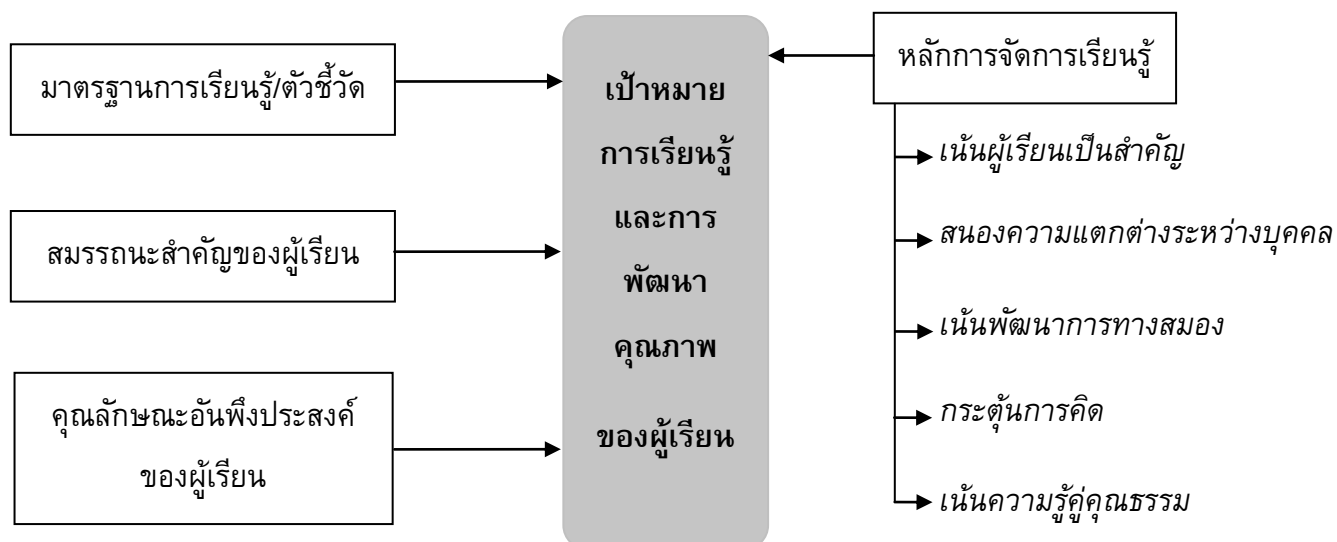 มาตรฐานการเรียนรู้/ตัวชี้วัด
สมรรถนะสำคัญของผู้เรียน
คุณลักษณะอันพึงประสงค์
ของผู้เรียน
เป้าหมาย
การเรียนรู้
และการ
พัฒนา
คุณภาพ
ของผู้เรียน
หลักการจัดการเรียนรู้
เน้นผู้เรียนเป็นสำคัญ
สนองความแตกต่างระหว่างบุคคล
เน้นพัฒนาการทางสมอง
กระตุ้นการคิด
เน้นความรู้คู่คุณธรรม